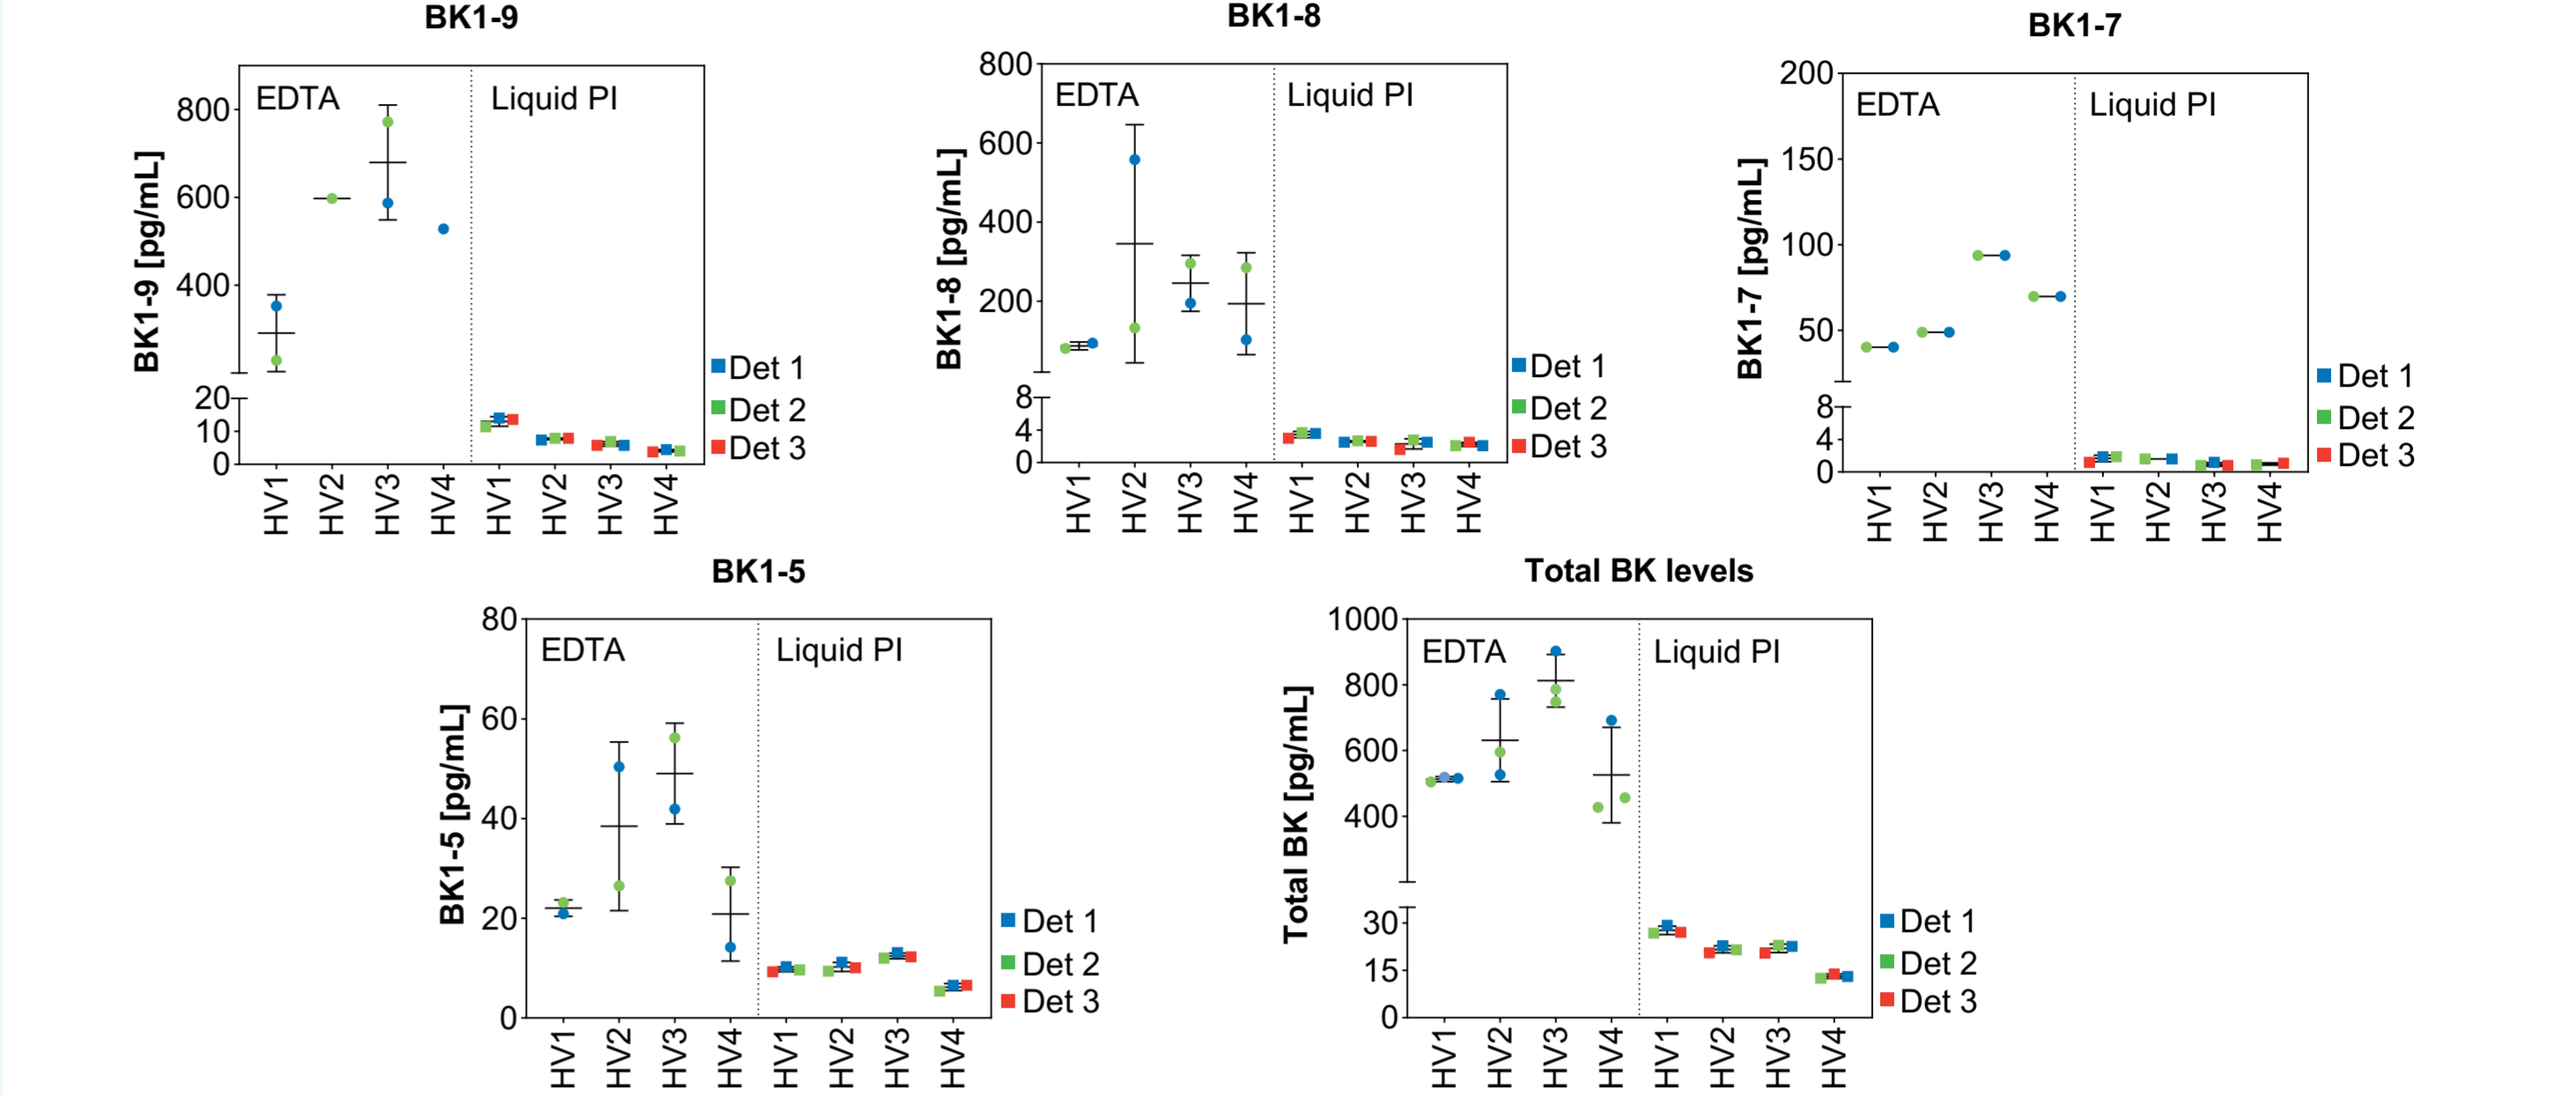 BK1-9
BK1-9 [pg/mL]
800
600
400
20
10
0
EDTA
Liquid PI
HV1 HV2 HV3 HV4 HV1 HV2 HV3 HV4
Det 1
Det 2
Det 3
BK1-8
BK1-8 [pg/mL]
800
600
400
200
8
4
0
EDTA
Liquid PI
HV1 HV2 HV3 HV4 HV1 HV2 HV3 HV4
Det 1
Det 2
Det 3
BK1-7
BK1-7 [pg/mL]
200
150
100
50
8
4
0
EDTA
Liquid PI
HV1 HV2 HV3 HV4 HV1 HV2 HV3 HV4
Det 1
Det 2
Det 3
BK1-5
BK1-5 [pg/mL]
80
60
40
20
0
EDTA
Liquid PI
HV1 HV2 HV3 HV4 HV1 HV2 HV3 HV4
Det 1
Det 2
Det 3
Total BK levels
Total BK [pg/mL]
1000
800
600
400
30
15
0
EDTA
Liquid PI
HV1 HV2 HV3 HV4 HV1 HV2 HV3 HV4
Det 1
Det 2
Det 3